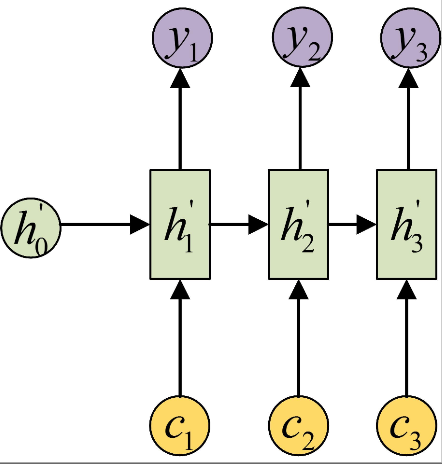 y₁ y₂ y₃
h'₀ h'₁ h'₂ h'₃
c₁ c₂ c₃